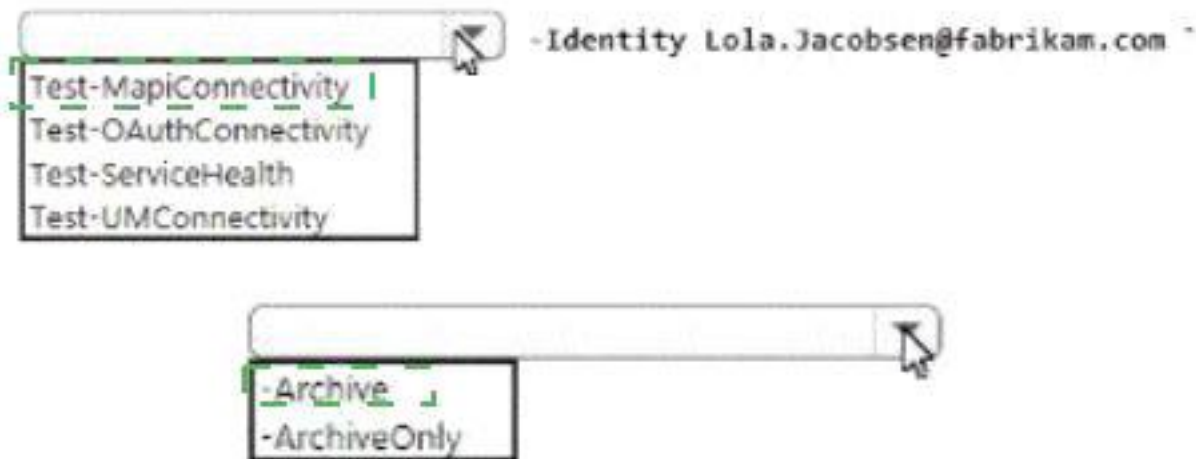 -Identity Lola.Jacobsen@fabrikam.com `
Test-MapiConnectivity
Test-OAuthConnectivity
Test-ServiceHealth
Test-UMConnectivity
-Archive
-ArchiveOnly